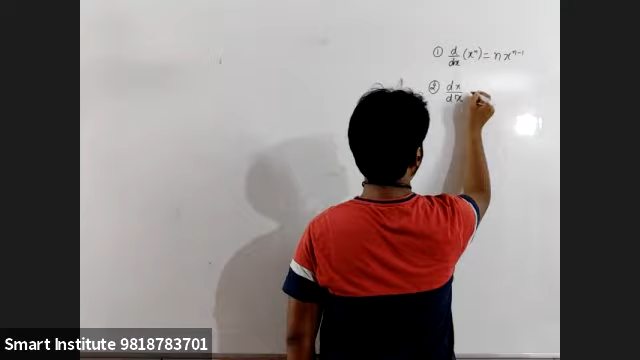 ① d/dx (xⁿ) = n xⁿ⁻¹
② dx/dx
Smart Institute 9818783701